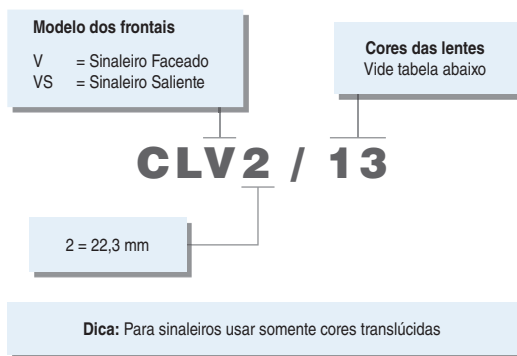 Modelo dos frontais
V = Sinaleiro Faceado
VS = Sinaleiro Saliente
Cores das lentes
Vide tabela abaixo
CLV2 / 13
2 = 22,3 mm
Dica: Para sinaleiros usar somente cores translúcidas